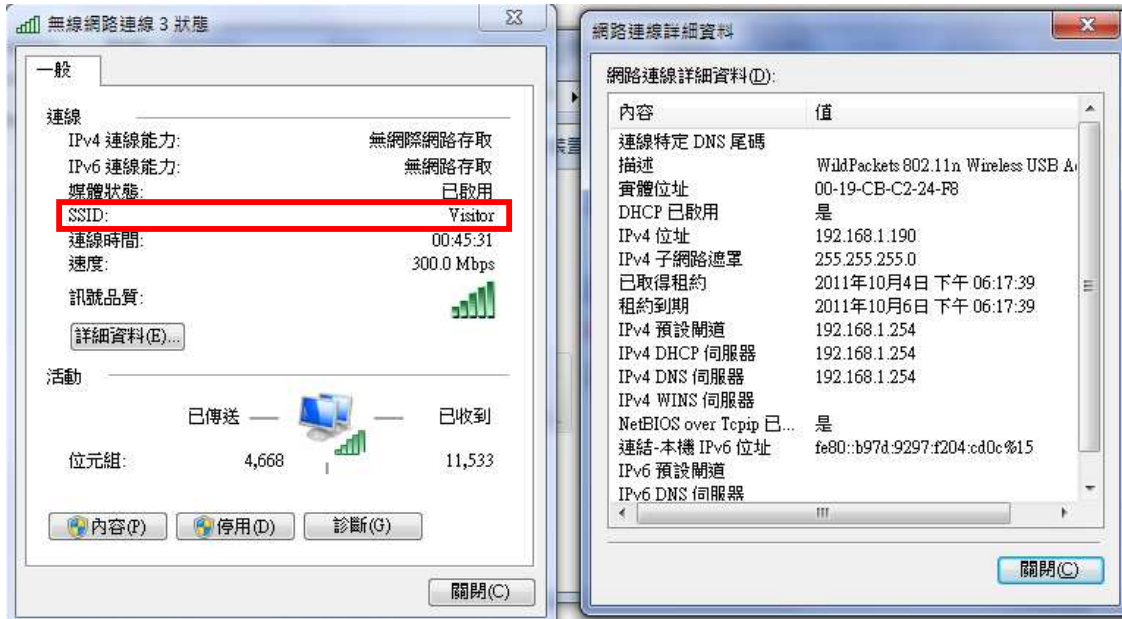 無線網路連線 3 狀態
一般
連線
IPv4 連線能力: 無網際網路存取
IPv6 連線能力: 無網路存取
媒體狀態: 已啟用
SSID: Visitor
連線時間: 00:45:31
速度: 300.0 Mbps
訊號品質:
詳細資料(E)...
活動
已傳送 — — 已收到
位元組: 4,668 11,533
內容(P) 停用(D) 診斷(G)
關閉(C)
網路連線詳細資料
網路連線詳細資料(D):
內容 值
連線特定 DNS 尾碼
描述 WildPackets 802.11n Wireless USB
實體位址 00-19-CB-C2-24-F8
DHCP 已啟用 是
IPv4 位址 192.168.1.190
IPv4 子網路遮罩 255.255.255.0
已取得租約 2011年10月4日 下午 06:17:39
租約到期 2011年10月6日 下午 06:17:39
IPv4 預設閘道 192.168.1.254
IPv4 DHCP 伺服器 192.168.1.254
IPv4 DNS 伺服器 192.168.1.254
IPv4 WINS 伺服器
NetBIOS over Tcpip 已... 是
連結-本機 IPv6 位址 fe80::b97d:9297:f204:cd0c%15
IPv6 預設閘道
IPv6 DNS 伺服器
關閉(C)